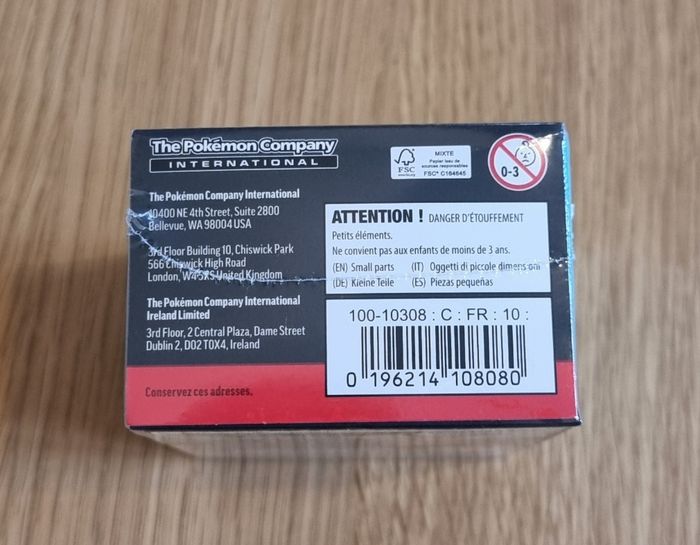 The Pokémon Company
INTERNATIONAL
The Pokémon Company International
10400 NE 4th Street, Suite 2800
Bellevue, WA 98004 USA
3rd Floor Building 10, Chiswick Park
566 Chiswick High Road
London, W4 5XS United Kingdom
The Pokémon Company International
Ireland Limited
3rd Floor, 2 Central Plaza, Dame Street
Dublin 2, D02 T0X4, Ireland
Conservez ces adresses.
FSC
MIXTE
Papier issu de
sources responsables
FSC® C164645
0-3
ATTENTION ! DANGER D'ÉTOUFFEMENT
Petits éléments.
Ne convient pas aux enfants de moins de 3 ans.
(EN) Small parts (IT) Oggetti di piccole dimensioni
(DE) Kleine Teile (ES) Piezas pequeñas
100-10308 : C : FR : 10 :
0 196214 108080